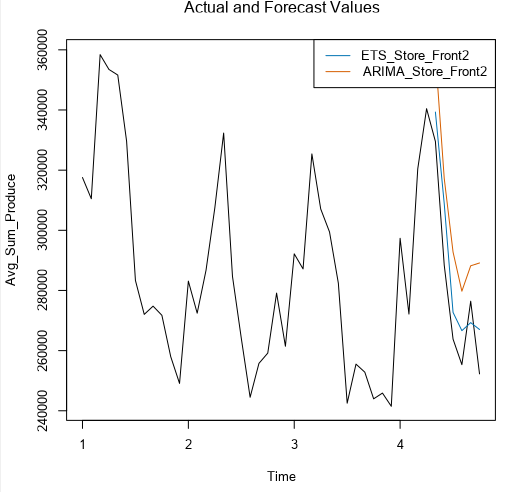 Actual and Forecast Values
ETS_Store_Front2
ARIMA_Store_Front2
Avg_Sum_Produce
360000
340000
320000
300000
280000
260000
240000
1 2 3 4
Time